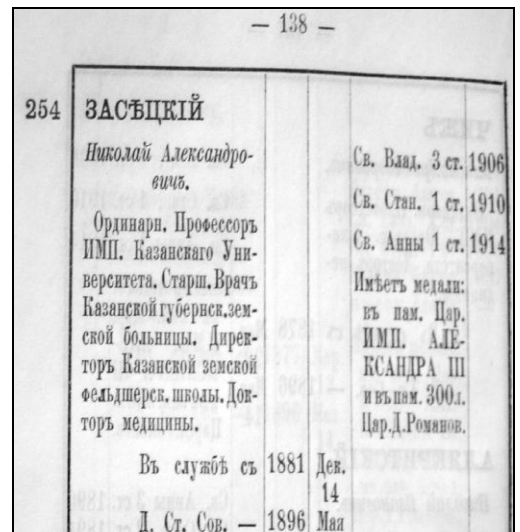 — 138 —
254 ЗАСѢЦКІЙ
Николай Александро-
вичъ.
Ординарн. Профессоръ
ИМП. Казанскаго Уни-
верситета. Старш. Врачъ
Казанской губернск. зем-
ской больницы. Дирек-
торъ Казанской земской
фельдшерск. школы. Док-
торъ медицины.
Въ службѣ съ 1881 Дек.
14
Д. Ст. Сов. — 1896 Мая
Св. Влад. 3 ст. 1906
Св. Стан. 1 ст. 1910
Св. Анны 1 ст. 1914
Имѣетъ медали:
въ пам. Цар.
ИМП. АЛЕ-
КСАНДРА III
и въ пам. 300 л.
Цар. Д. Романов.